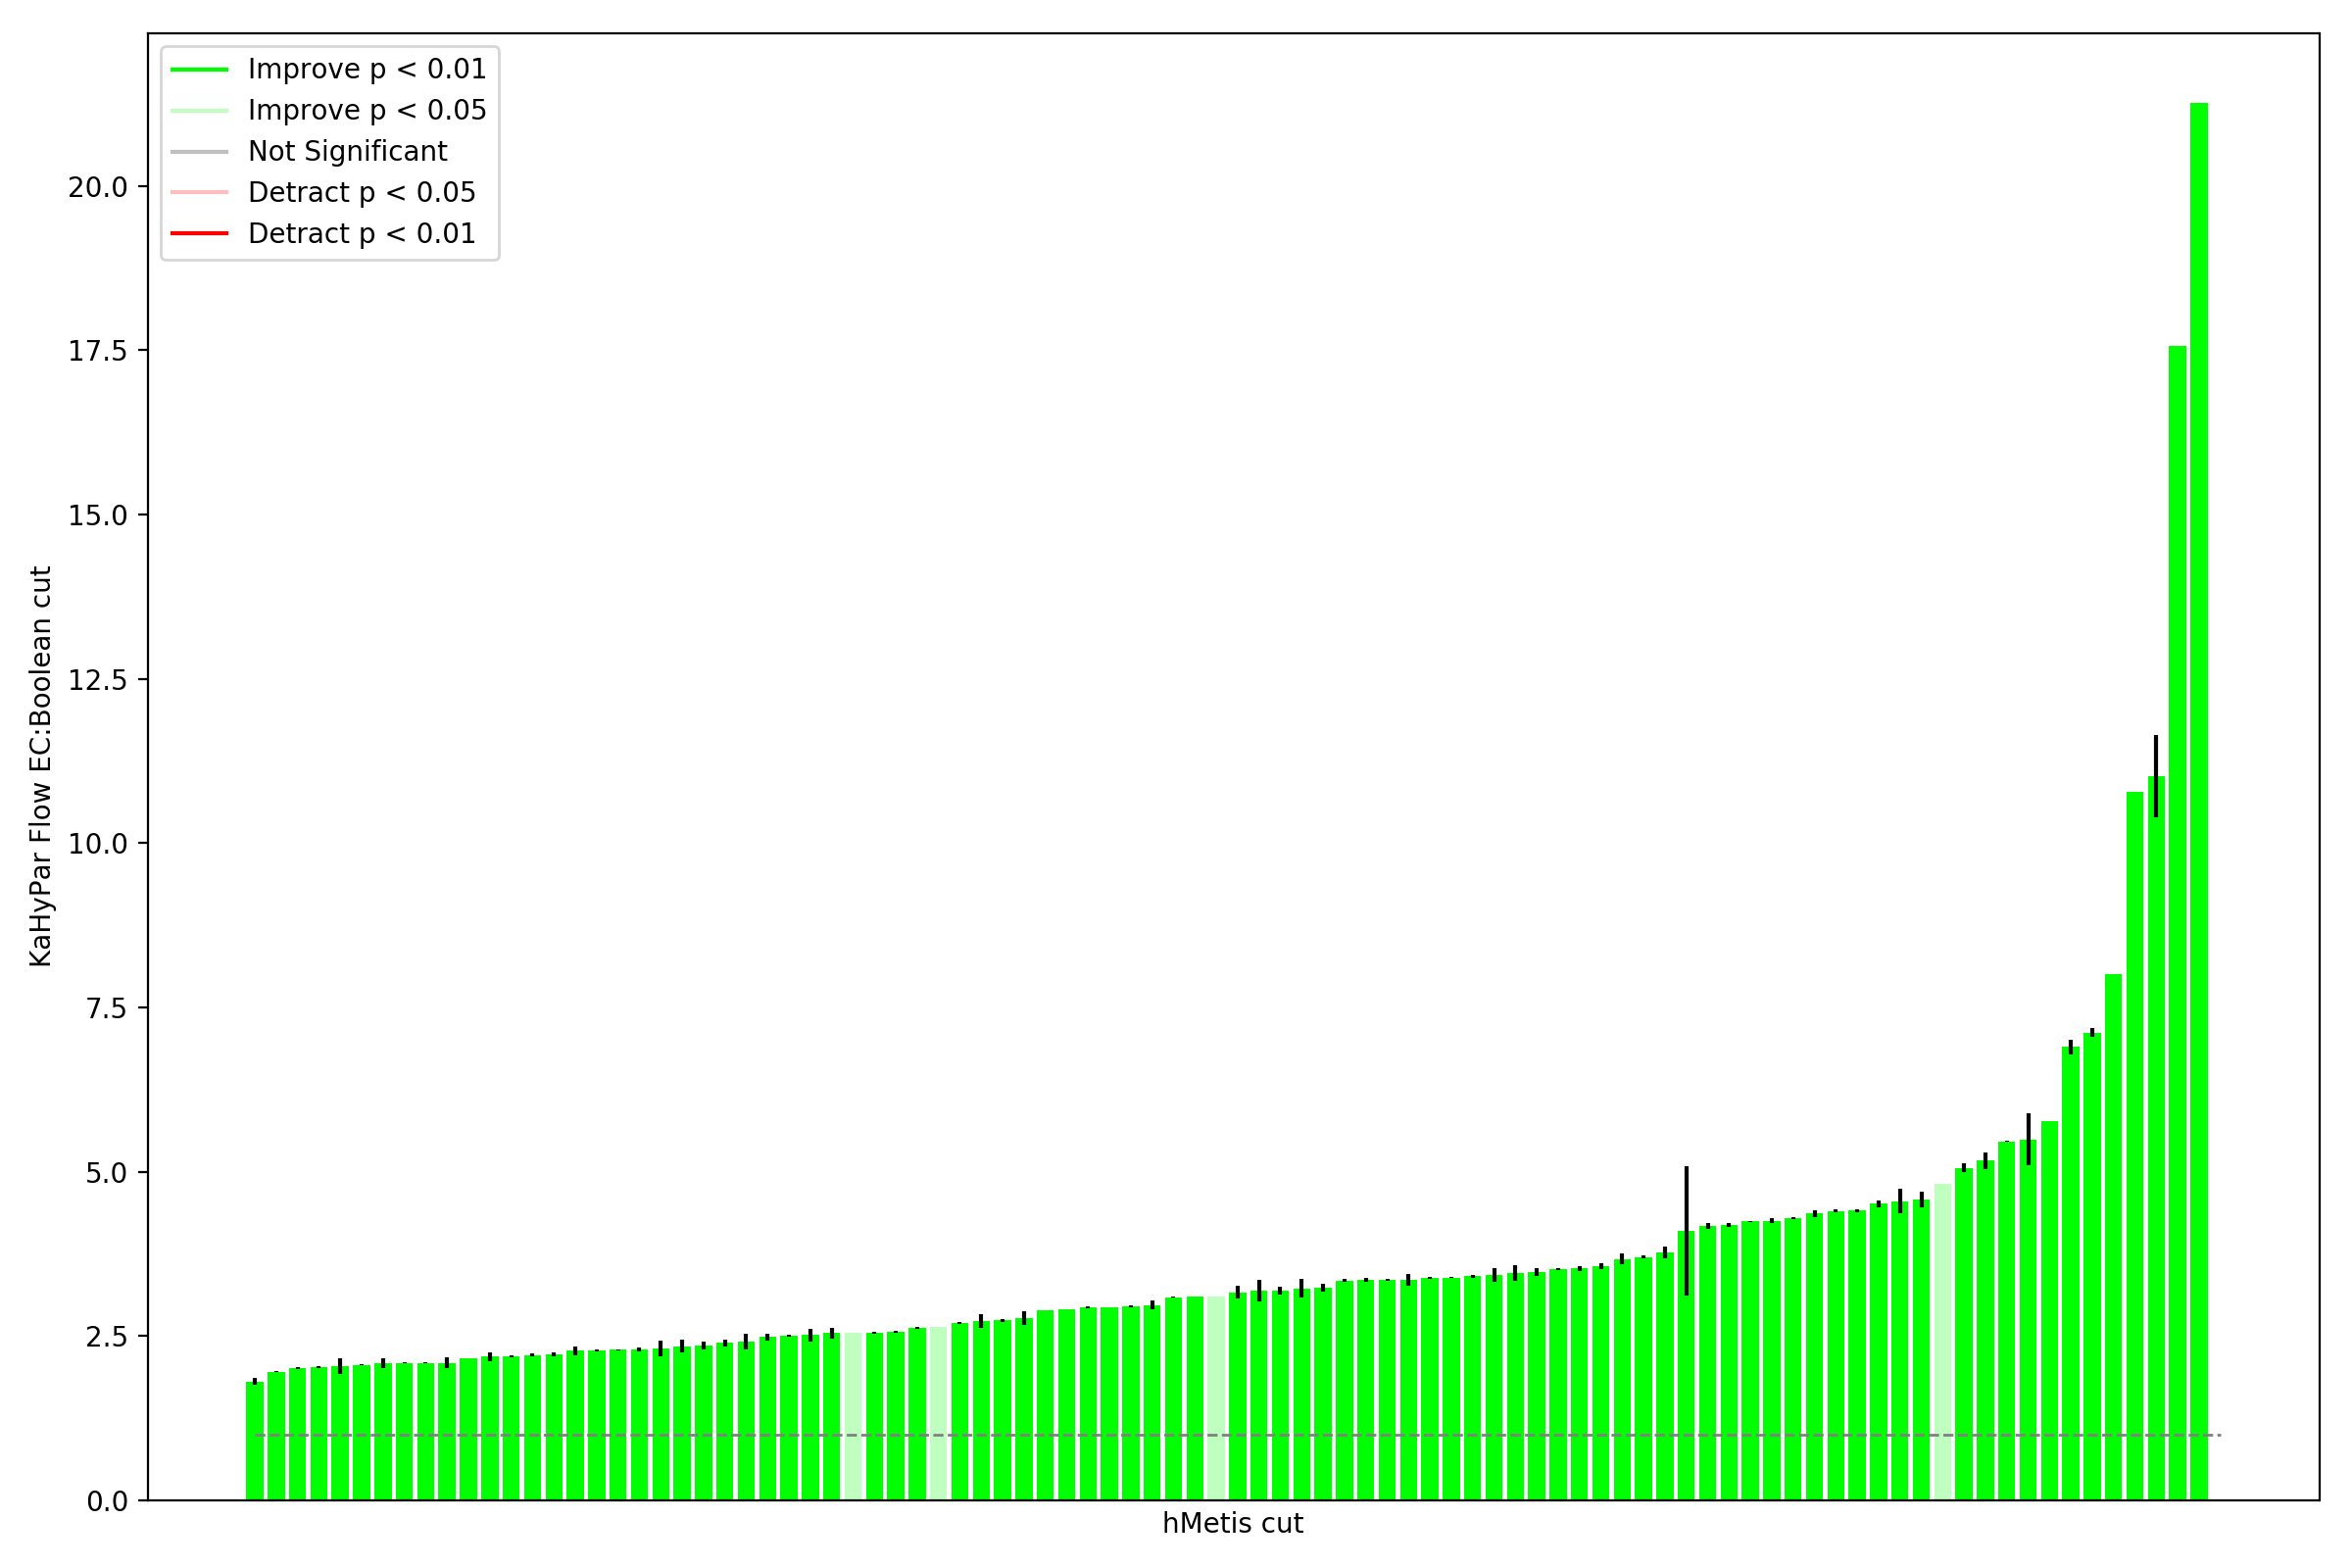 Improve p < 0.01
Improve p < 0.05
Not Significant
Detract p < 0.05
Detract p < 0.01
20.0
17.5
15.0
12.5
10.0
7.5
5.0
2.5
0.0
KaHyPar Flow EC:Boolean cut
hMetis cut